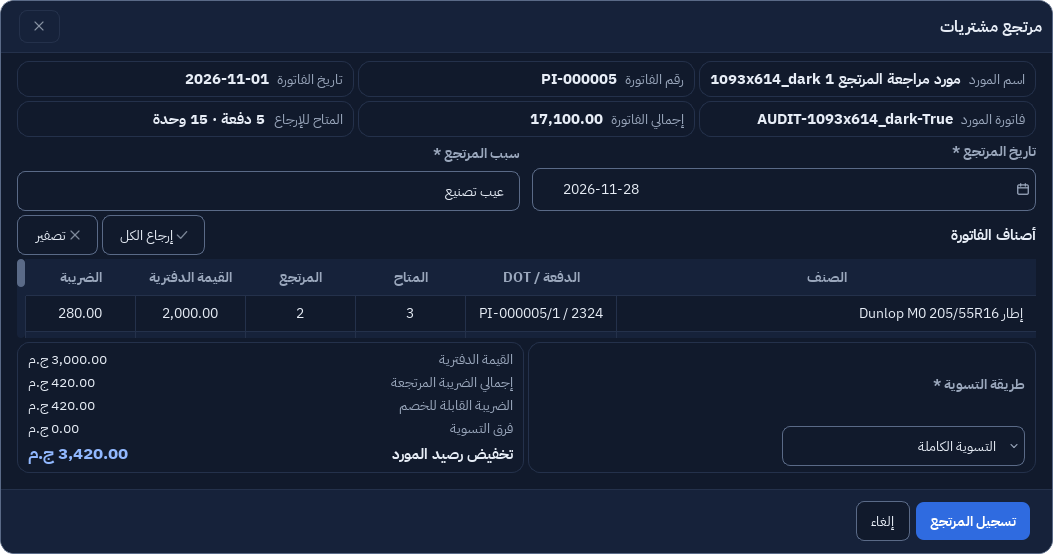 مرتجع مشتريات
اسم المورد مورد مراجعة المرتجع 1 1093x614_dark
رقم الفاتورة PI-000005
تاريخ الفاتورة 2026-11-01
فاتورة المورد AUDIT-1093x614_dark-True
إجمالي الفاتورة 17,100.00
المتاح للإرجاع 5 دفعة · 15 وحدة
تاريخ المرتجع *
سبب المرتجع *
2026-11-28
عيب تصنيع
أصناف الفاتورة
إرجاع الكل
تصفير
الصنف الدفعة / DOT المتاح المرتجع القيمة الدفترية الضريبة
إطار Dunlop M0 205/55R16 PI-000005/1 / 2324 3 2 2,000.00 280.00
طريقة التسوية *
التسوية الكاملة
القيمة الدفترية 3,000.00 ج.م
إجمالي الضريبة المرتجعة 420.00 ج.م
الضريبة القابلة للخصم 420.00 ج.م
فرق التسوية 0.00 ج.م
تخفيض رصيد المورد 3,420.00 ج.م
تسجيل المرتجع
إلغاء